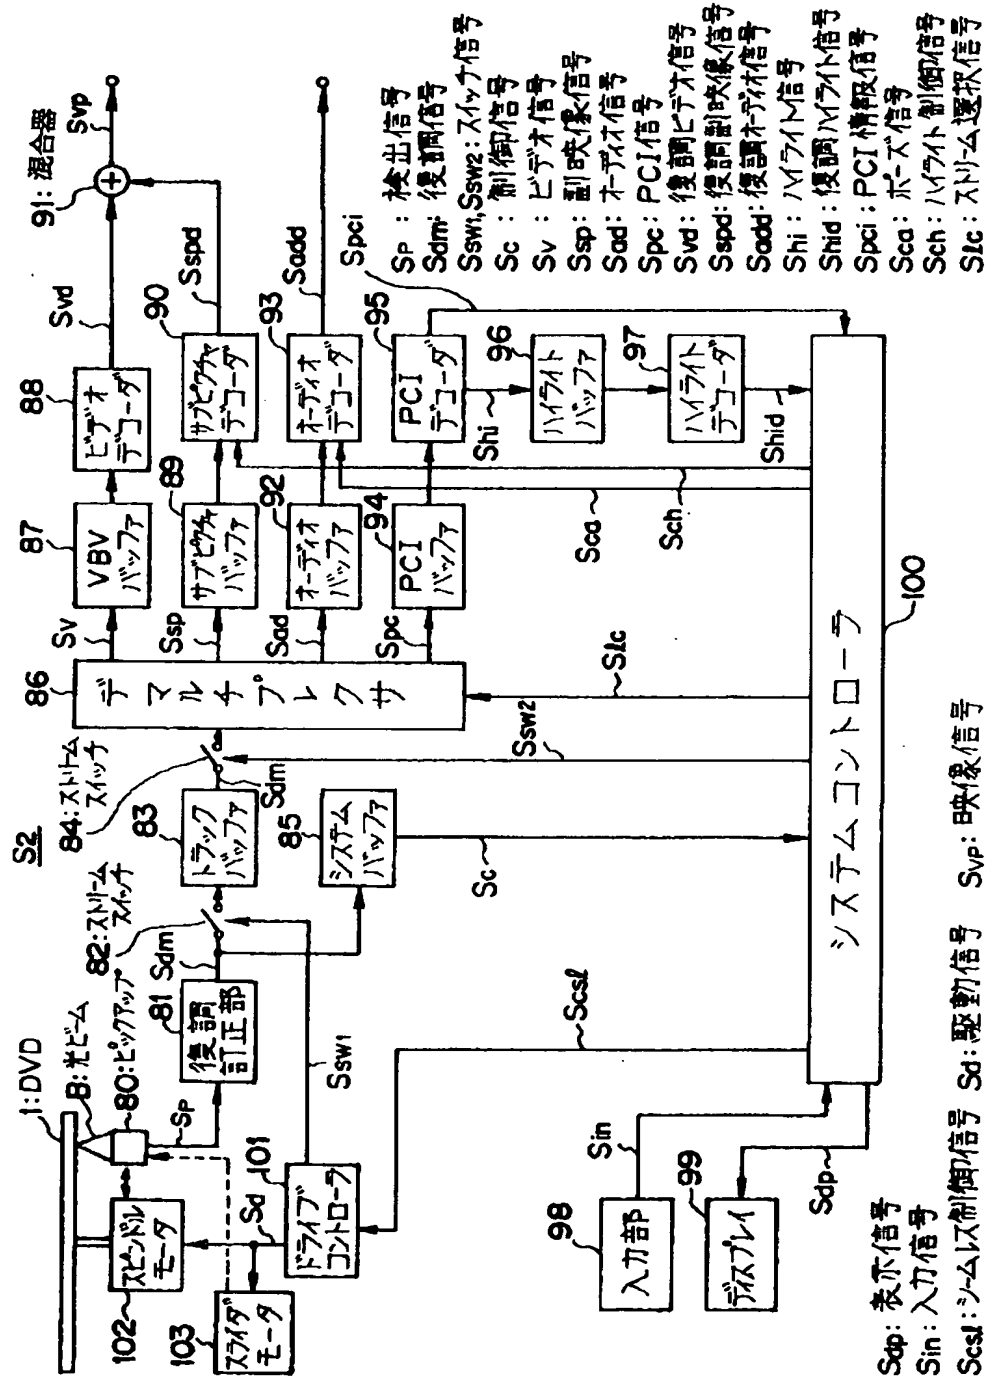 S2
1:DVD
8:光ビーム
80:ピックアップ
82:ストリーム
スイッチ
84:ストリーム
スイッチ
91:混合器
Sp
81
復調
訂正部
Sdm
83
トラック
バッファ
Sdm
86
デマルチプレクサ
Sv
87
VBV
バッファ
88
ビデオ
デコーダ
Svd
Svp
Ssp
89
サブピクチャ
バッファ
90
サブピクチャ
デコーダ
Sspd
Sad
92
オーディオ
バッファ
93
オーディオ
デコーダ
Sadd
Spc
94
PCI
バッファ
95
PCI
デコーダ
Spci
Shi
96
ハイライト
バッファ
97
ハイライト
デコーダ
Shid
85
システム
バッファ
Sc
Ssw1
Ssw2
Slc
Sca
Sch
Scsl
102
スピンドル
モータ
103
スライダ
モータ
Sd
101
ドライブ
コントローラ
98
入力部
Sin
99
ディスプレイ
Sdp
システムコントローラ
100
Sp:検出信号
Sdm:復調信号
Ssw1,Ssw2:スイッチ信号
Sc:制御信号
Sv:ビデオ信号
Ssp:副映像信号
Sad:オーディオ信号
Spc:PCI信号
Svd:復調ビデオ信号
Sspd:復調副映像信号
Sadd:復調オーディオ信号
Shi:ハイライト信号
Shid:復調ハイライト信号
Spci:PCI情報信号
Sca:ポーズ信号
Sch:ハイライト制御信号
Slc:ストリーム選択信号
Sdp:表示信号
Sin:入力信号
Scsl:シームレス制御信号
Sd:駆動信号
Svp:映像信号